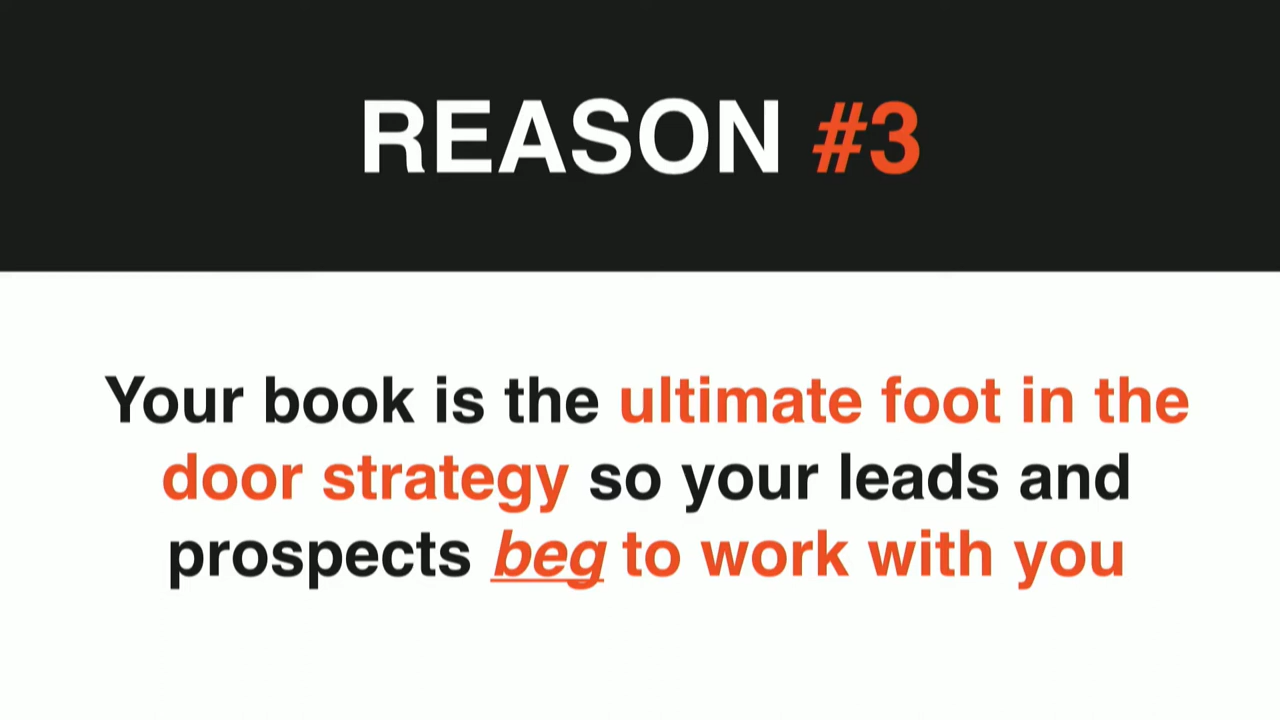 REASON #3
Your book is the ultimate foot in the
door strategy so your leads and
prospects beg to work with you